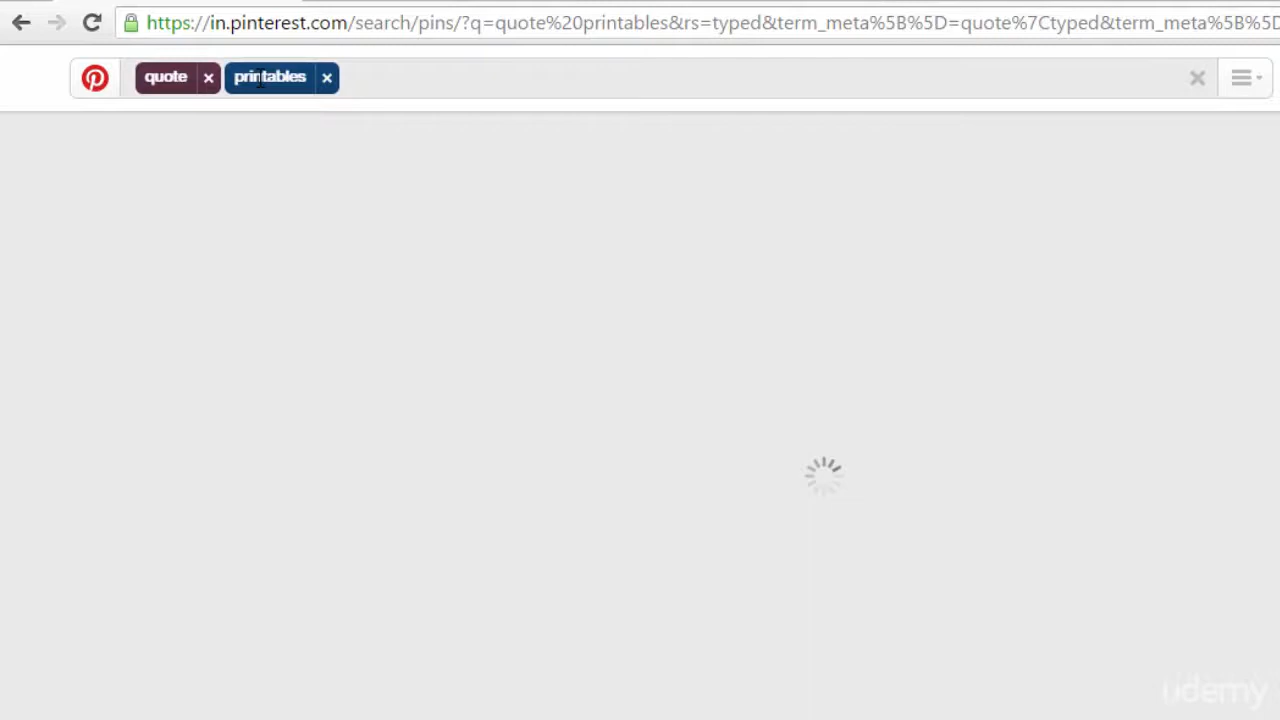 https://in.pinterest.com/search/pins/?q=quote%20printables&rs=typed&term_meta%5B%5D=quote%7Ctyped&term_meta%5B%5D
quote × printables ×
udemy